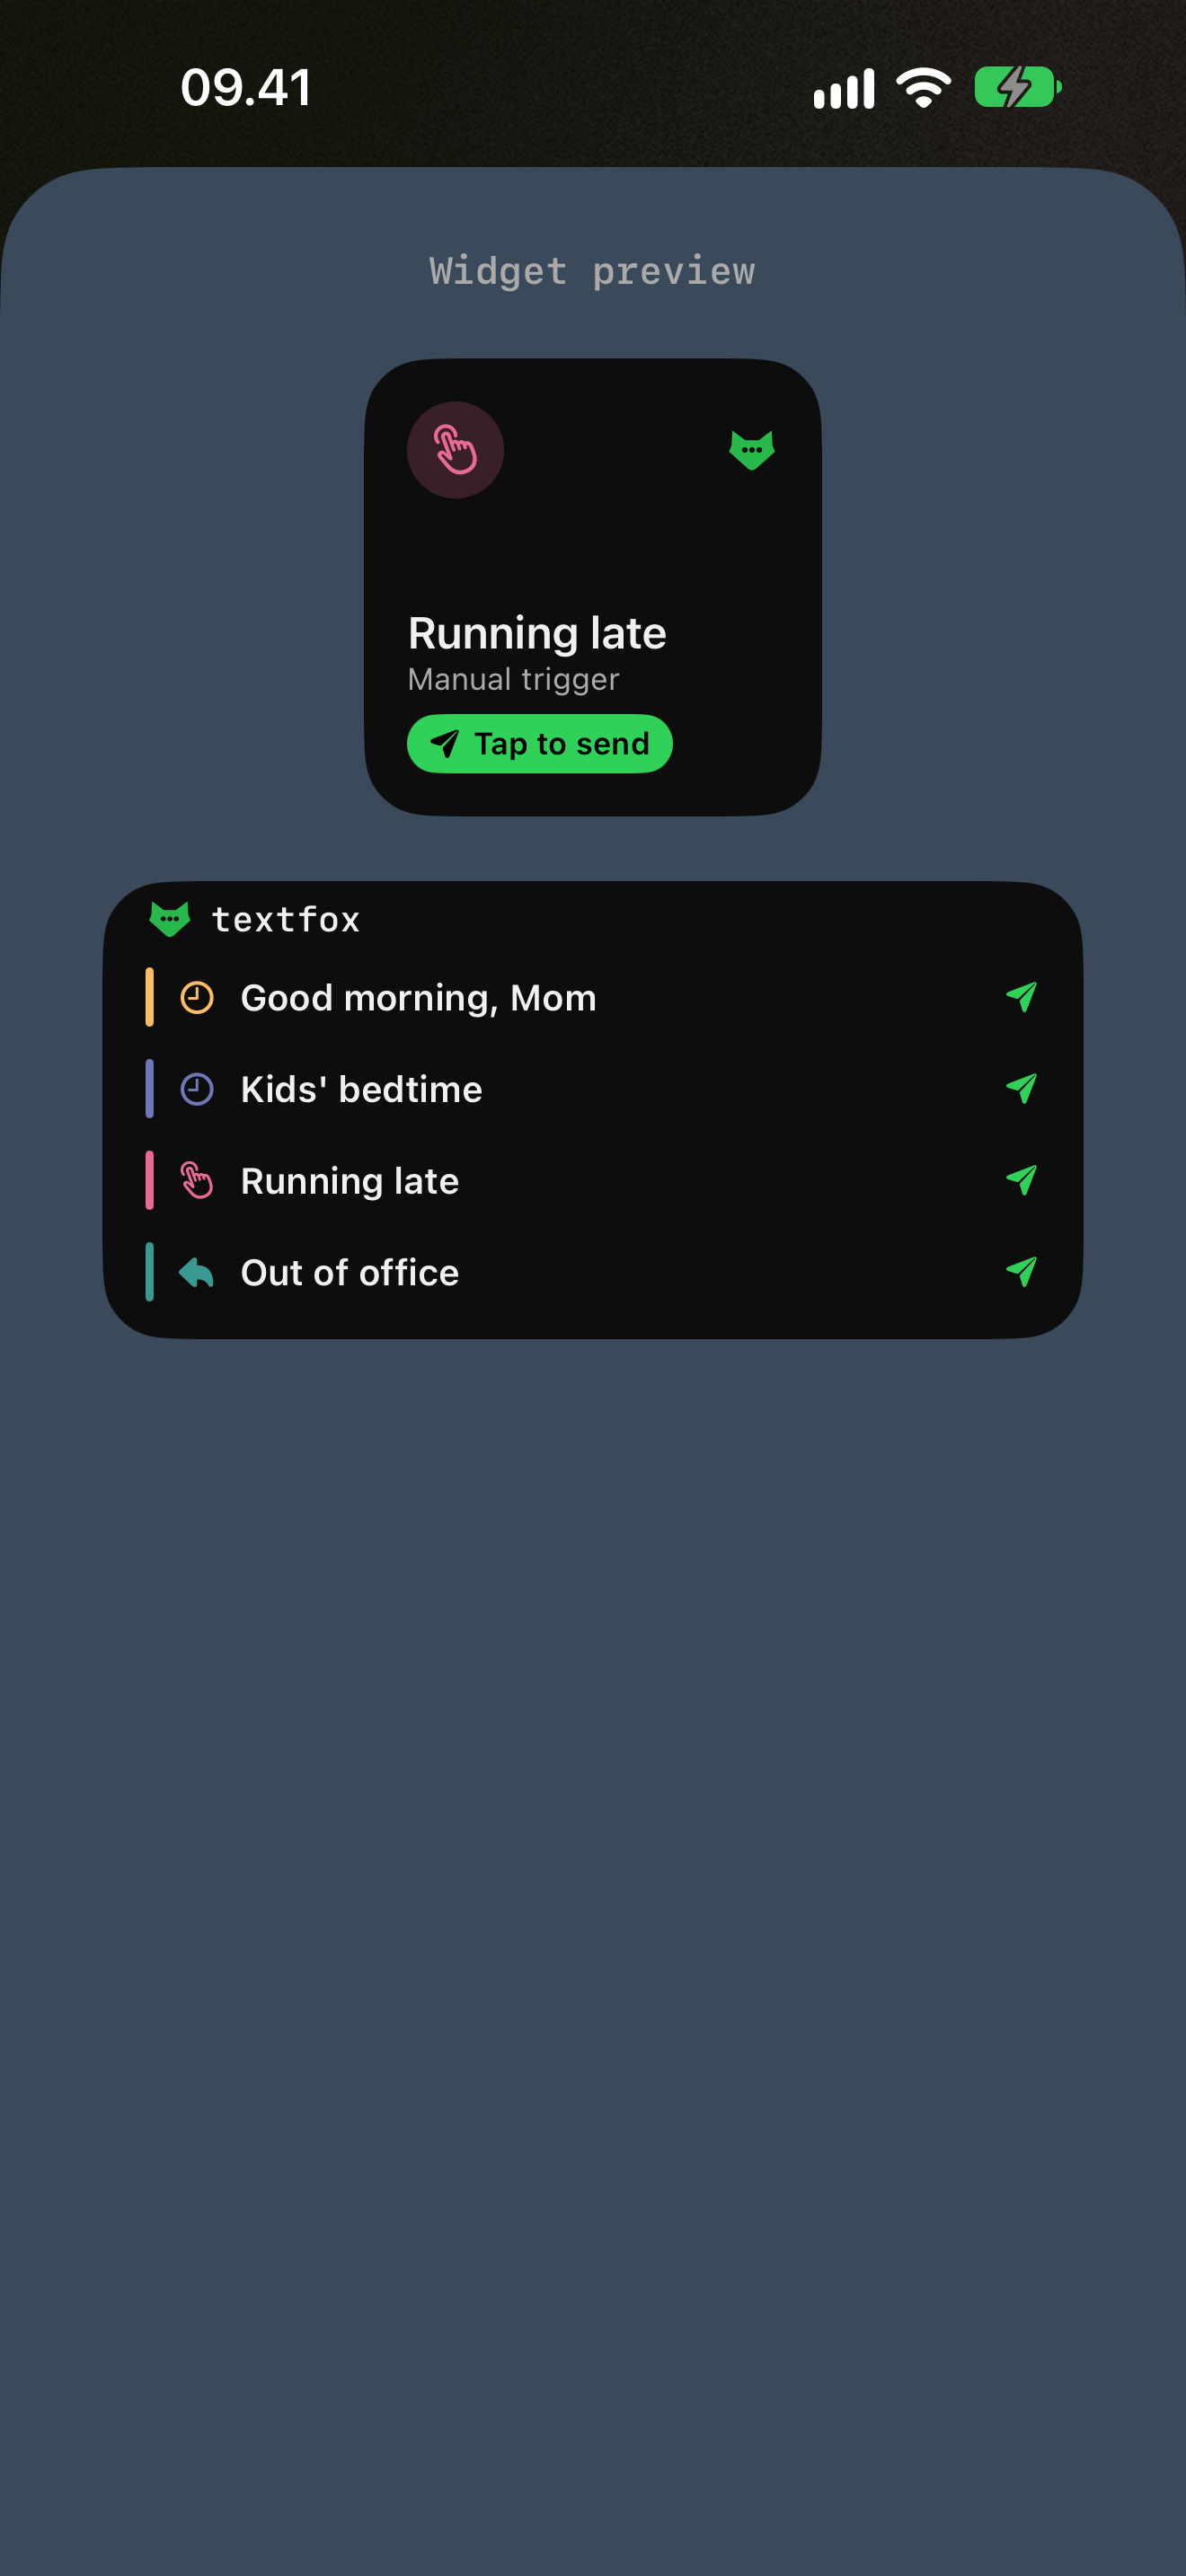 09.41
Widget preview
Running late
Manual trigger
Tap to send
textfox
Good morning, Mom
Kids' bedtime
Running late
Out of office